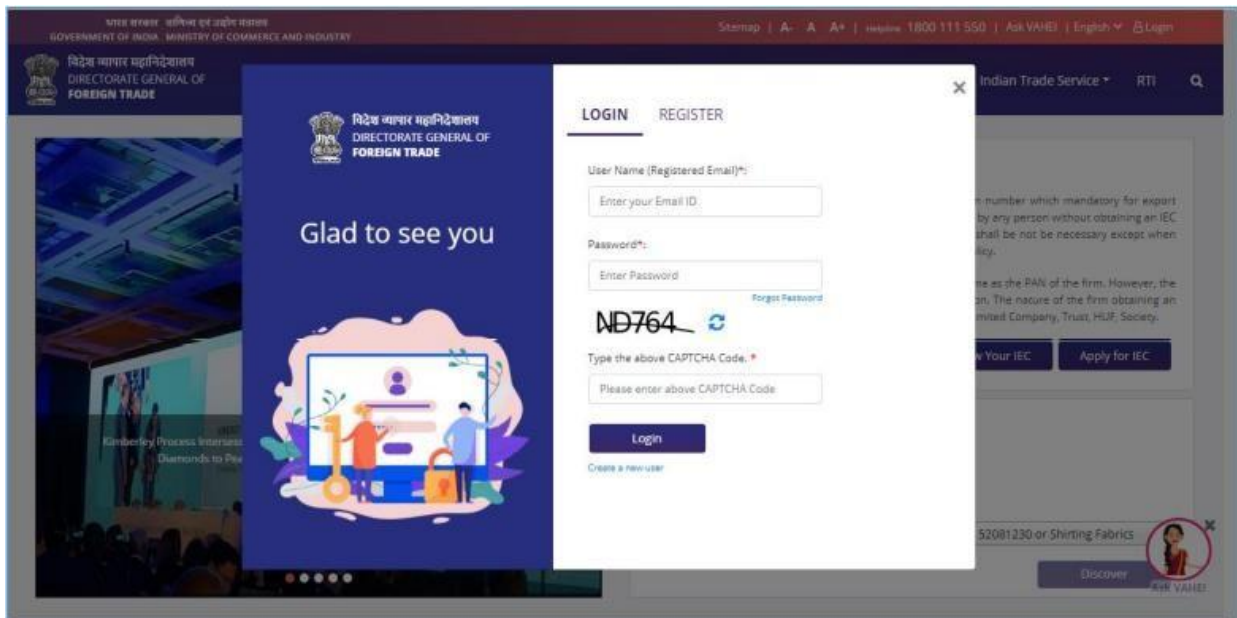 भारत सरकार वाणिज्य एवं उद्योग मंत्रालय
GOVERNMENT OF INDIA MINISTRY OF COMMERCE AND INDUSTRY
Sitemap | A- A A+ | Helpline 1800 111 550 | Ask VAHEI | English Login
विदेश व्यापार महानिदेशालय
DIRECTORATE GENERAL OF
FOREIGN TRADE
Indian Trade Service RTI
विदेश व्यापार महानिदेशालय
DIRECTORATE GENERAL OF
FOREIGN TRADE
Glad to see you
LOGIN REGISTER
User Name (Registered Email)*:
Enter your Email ID
Password*:
Enter Password
Forgot Password
ND764
Type the above CAPTCHA Code. *
Please enter above CAPTCHA Code
Login
Create a new user
number which mandatory for export
by any person without obtaining an IEC
shall be not be necessary except when
as the PAN of the firm. However, the
The nature of the firm obtaining an
Company, Trust, HUF, Society.
Your IEC
Apply for IEC
Kimberley Process
Diamonds to
52081230 or Shirting Fabrics
Discover
Ask VAHEI